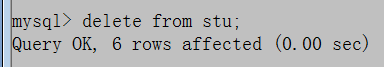 mysql> delete from stu;
Query OK, 6 rows affected (0.00 sec)